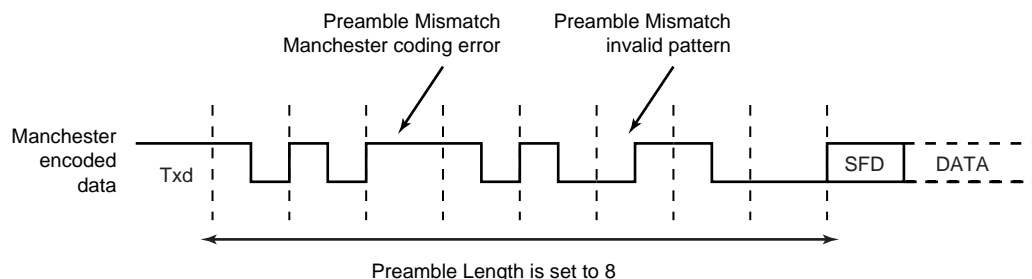 Preamble Mismatch
Manchester coding error
Preamble Mismatch
invalid pattern
Manchester
encoded
data
Txd
SFD
DATA
Preamble Length is set to 8